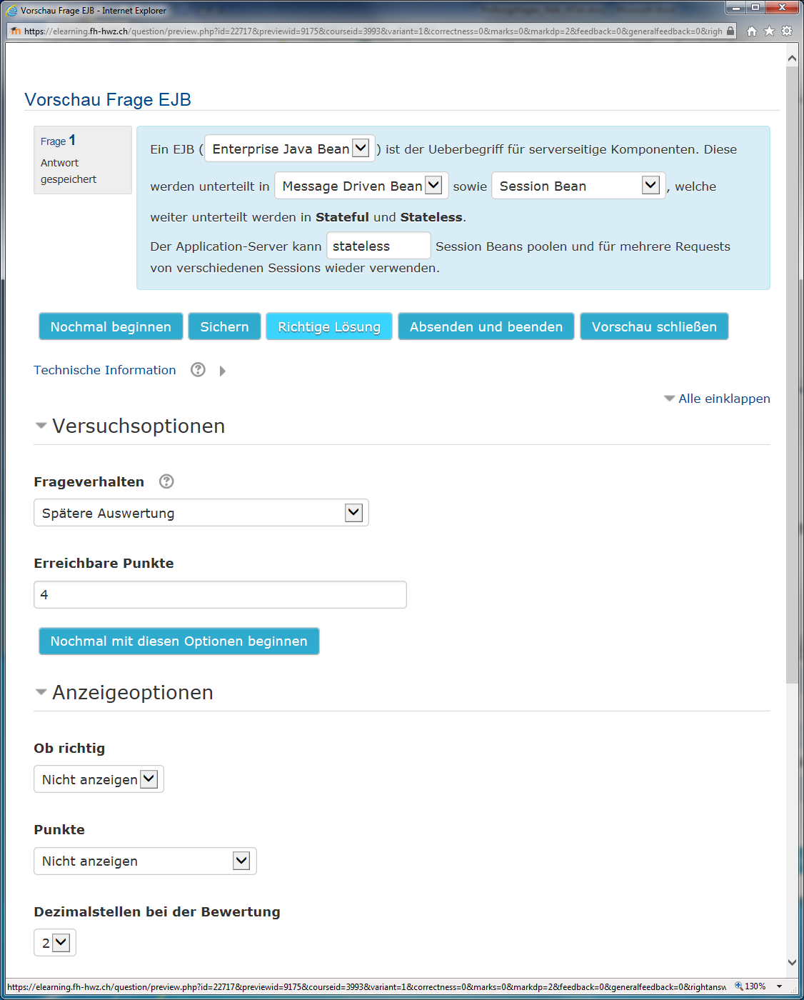 Vorschau Frage EJB - Internet Explorer
https://elearning.fh-hwz.ch/question/preview.php?id=22717&previewid=9175&courseid=3993&variant=1&correctness=0&marks=0&markdp=2&feedback=0&generalfeedback=0&righ
Vorschau Frage EJB
Frage 1
Antwort
gespeichert
Ein EJB ( Enterprise Java Bean ) ist der Ueberbegriff für serverseitige Komponenten. Diese
werden unterteilt in Message Driven Bean sowie Session Bean , welche
weiter unterteilt werden in Stateful und Stateless.
Der Application-Server kann stateless Session Beans poolen und für mehrere Requests
von verschiedenen Sessions wieder verwenden.
Nochmal beginnen Sichern Richtige Lösung Absenden und beenden Vorschau schließen
Technische Information
Alle einklappen
Versuchsoptionen
Frageverhalten
Spätere Auswertung
Erreichbare Punkte
4
Nochmal mit diesen Optionen beginnen
Anzeigeoptionen
Ob richtig
Nicht anzeigen
Punkte
Nicht anzeigen
Dezimalstellen bei der Bewertung
2
https://elearning.fh-hwz.ch/question/preview.php?id=22717&previewid=9175&courseid=3993&variant=1&correctness=0&marks=0&markdp=2&feedback=0&generalfeedback=0&rightansw 130%